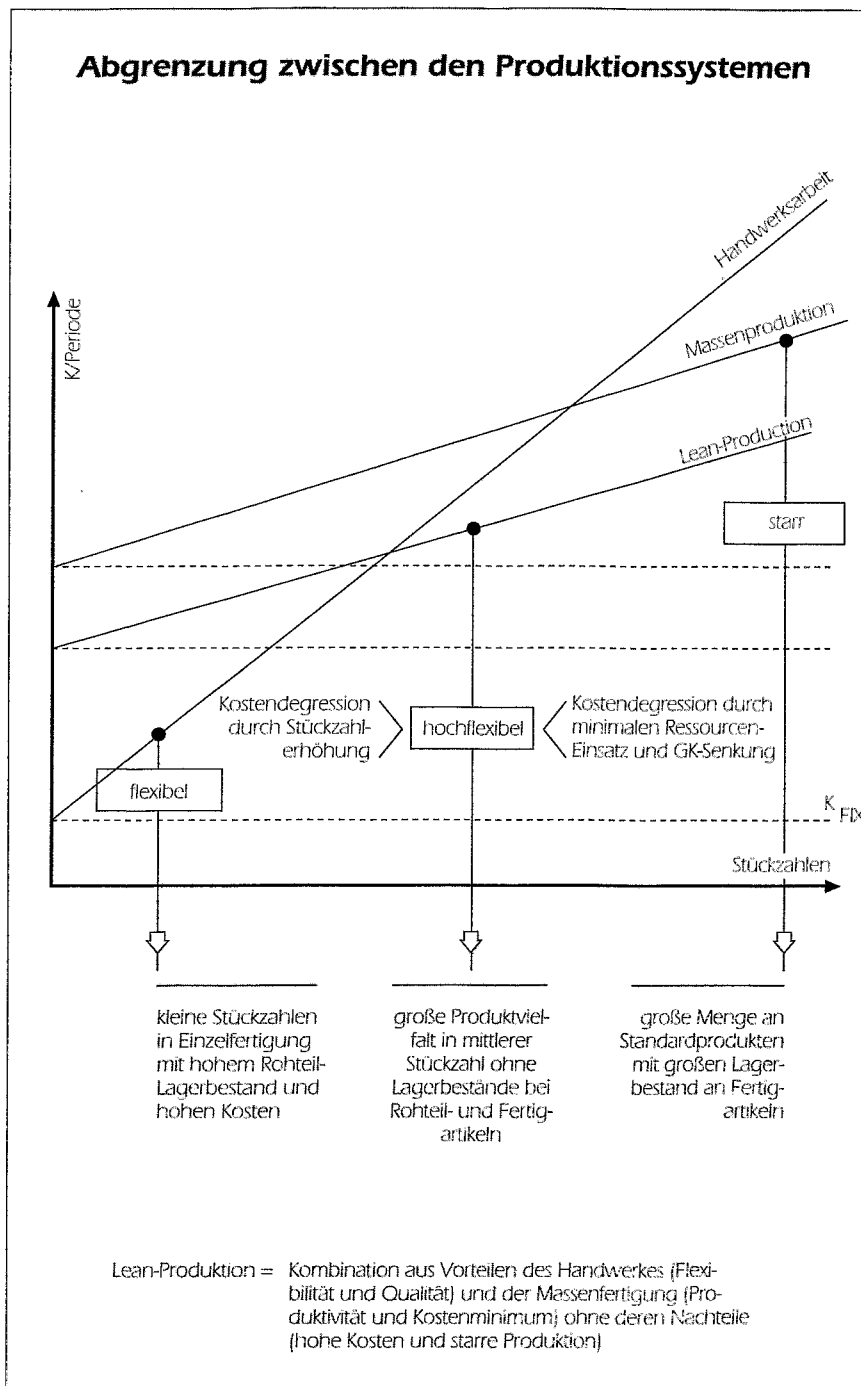 Abgrenzung zwischen den Produktionssystemen
K/Periode
Handwerksarbeit
Massenproduktion
Lean-Production
starr
Kostendegression
durch Stückzahl-
erhöhung
hochflexibel
Kostendegression durch
minimalen Ressourcen-
Einsatz und GK-Senkung
flexibel
K FIX
Stückzahlen
kleine Stückzahlen
in Einzelfertigung
mit hohem Rohteil-
Lagerbestand und
hohen Kosten
große Produktviel-
falt in mittlerer
Stückzahl ohne
Lagerbestände bei
Rohteil- und Fertig-
artikeln
große Menge an
Standardprodukten
mit großen Lager-
bestand an Fertig-
artikeln
Lean-Produktion = Kombination aus Vorteilen des Handwerkes (Flexi-
bilität und Qualität) und der Massenfertigung (Pro-
duktivität und Kostenminimum) ohne deren Nachteile
(hohe Kosten und starre Produktion)